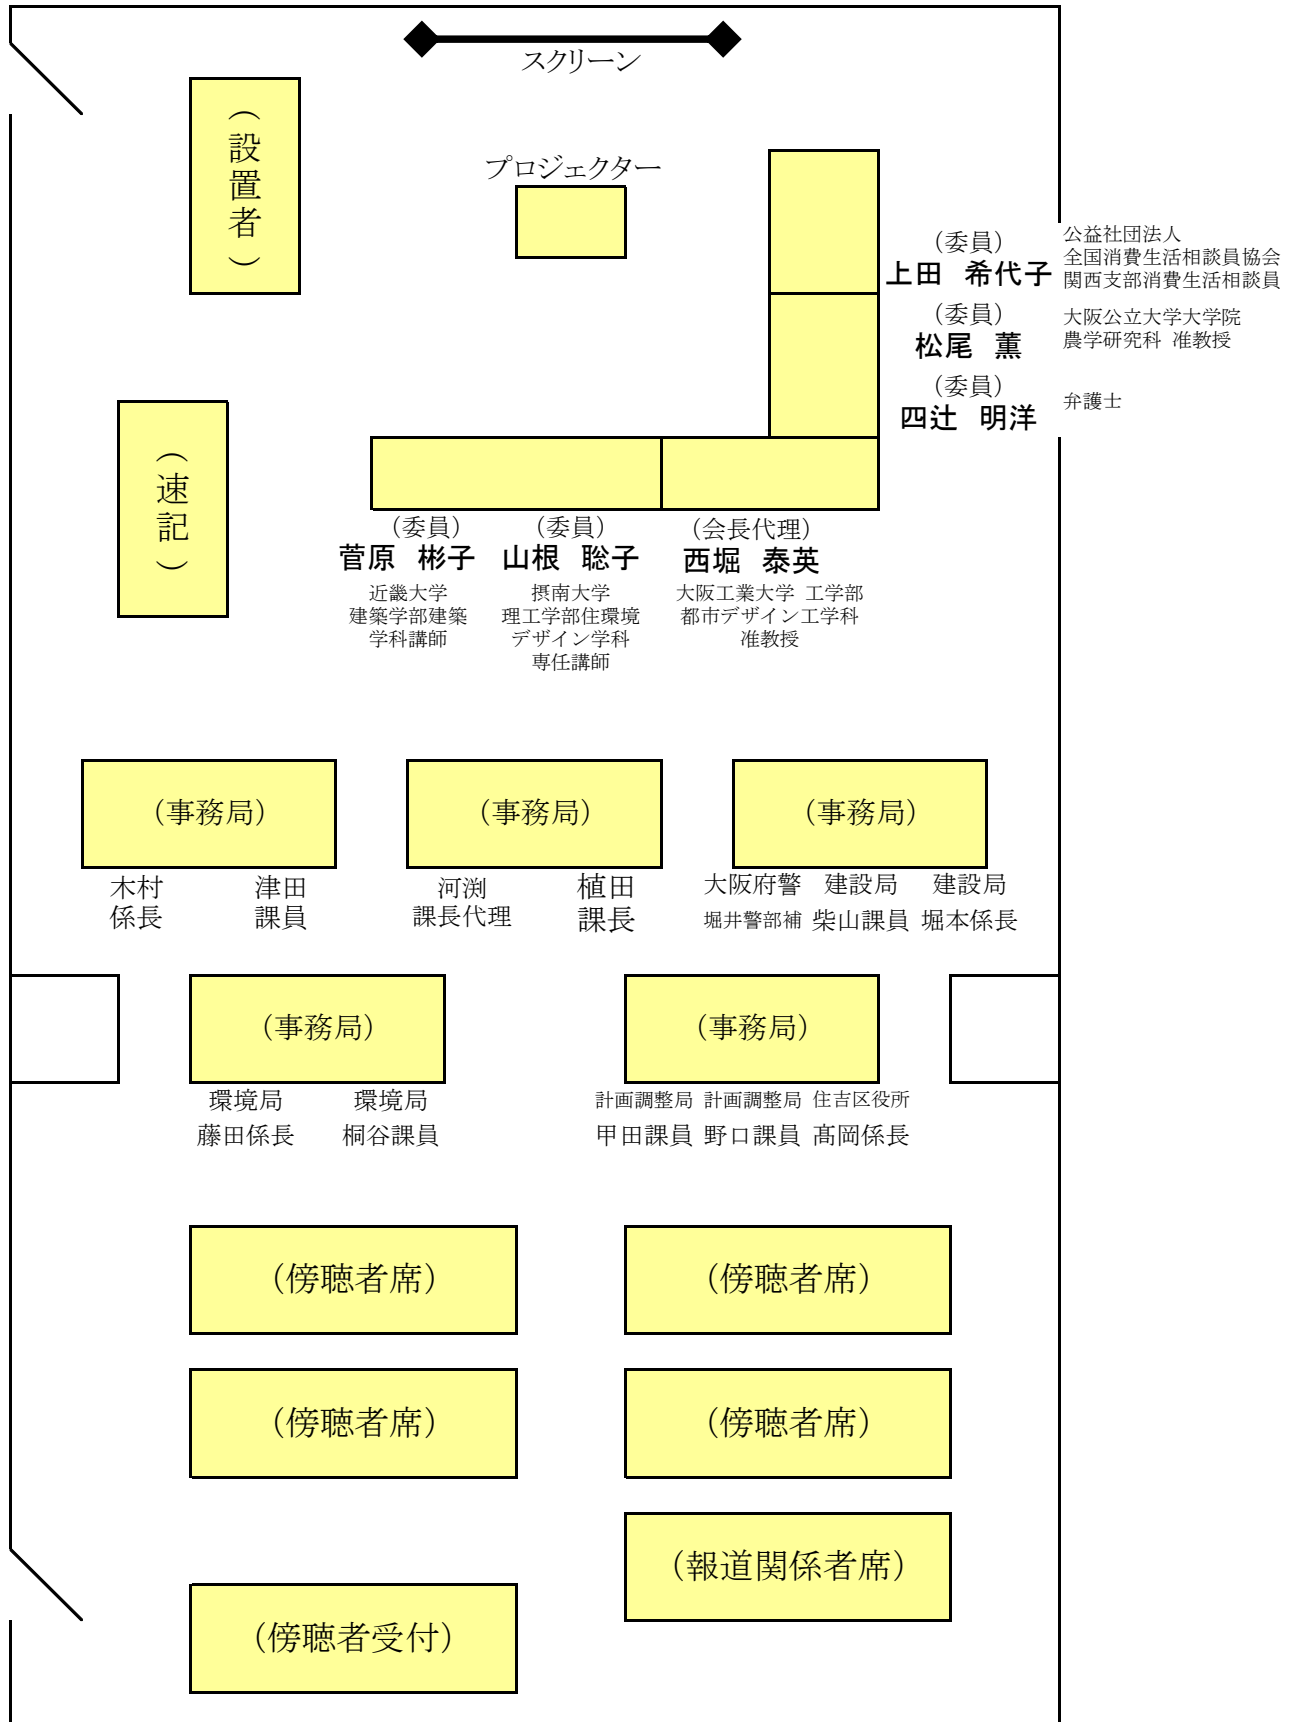 スクリーン
（設置者）
プロジェクター
（委員）
上田　希代子
公益社団法人
全国消費生活相談員協会
関西支部消費生活相談員
（委員）
松尾　薫
大阪公立大学大学院
農学研究科 准教授
（委員）
四辻　明洋
弁護士
（速記）
（委員）
菅原　彬子
近畿大学
建築学部建築
学科講師
（委員）
山根　聡子
摂南大学
理工学部住環境
デザイン学科
専任講師
（会長代理）
西堀　泰英
大阪工業大学 工学部
都市デザイン工学科
准教授
（事務局）
木村
係長
津田
課員
（事務局）
河渕
課長代理
植田
課長
（事務局）
大阪府警
堀井警部補
建設局
柴山課員
建設局
堀本係長
（事務局）
環境局
藤田係長
環境局
桐谷課員
（事務局）
計画調整局
甲田課員
計画調整局
野口課員
住吉区役所
髙岡係長
（傍聴者席）
（傍聴者席）
（傍聴者席）
（傍聴者席）
（報道関係者席）
（傍聴者受付）